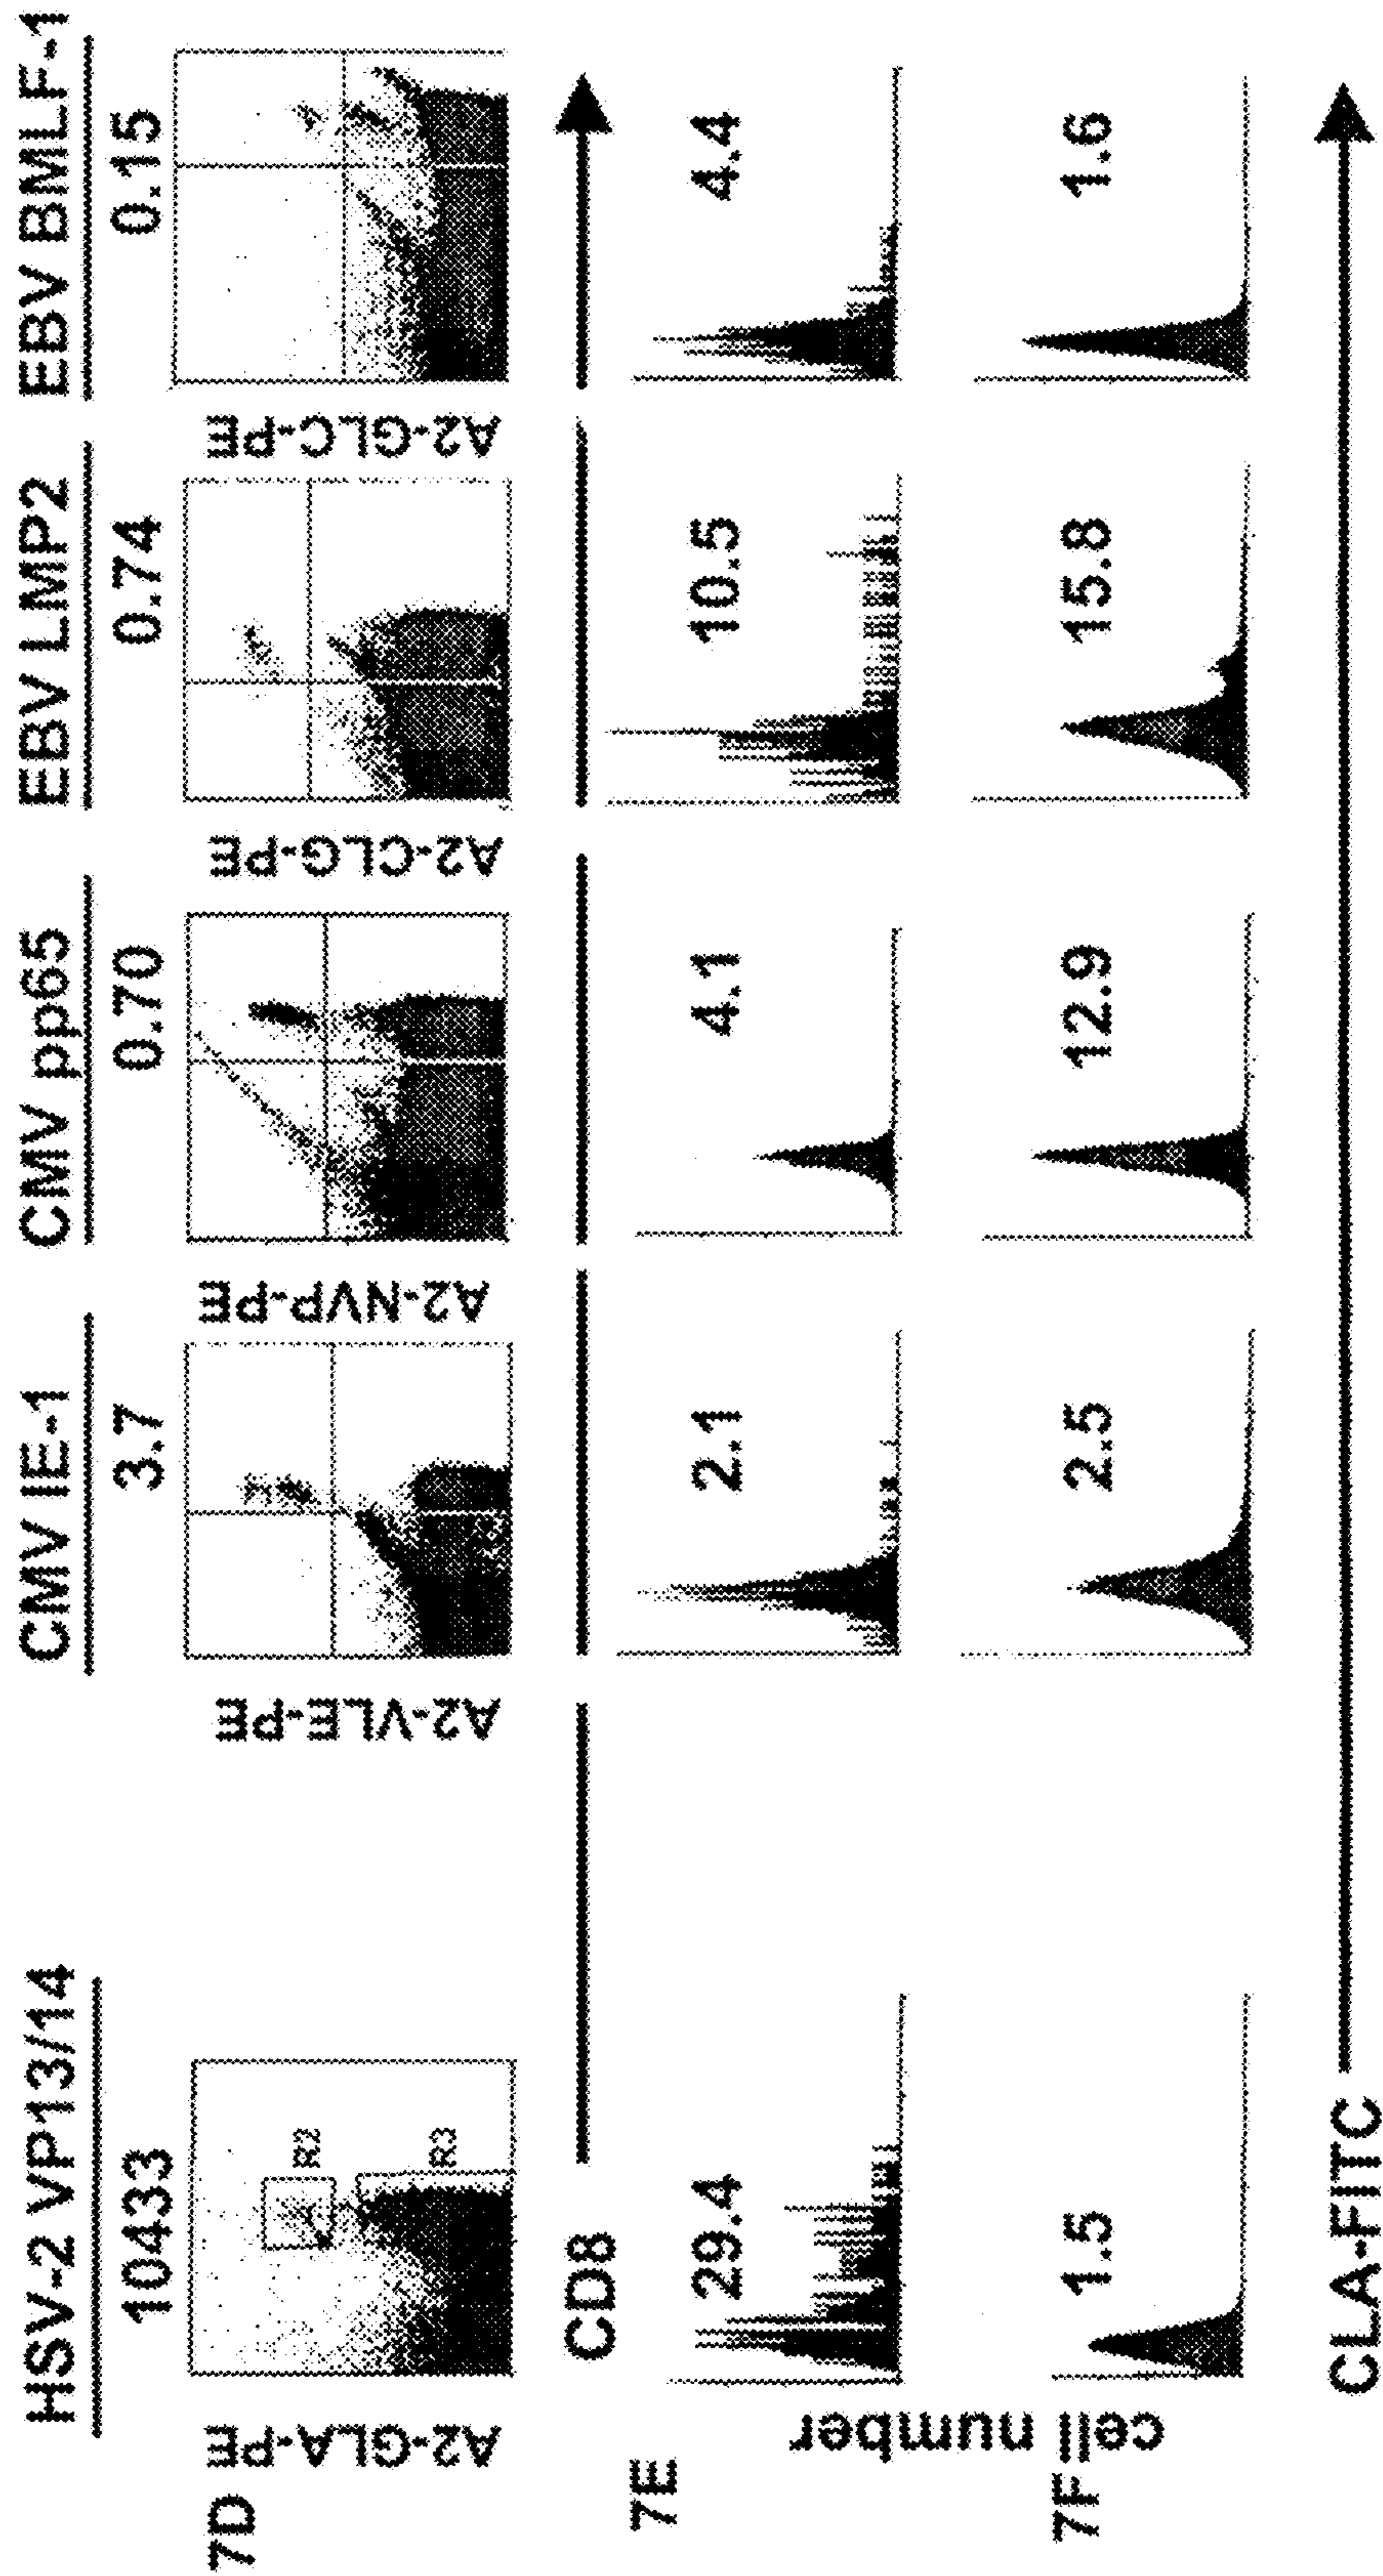 HSV-2 VP13/14 CMV IE-1 CMV pp65 EBV LMP2 EBV BMLF-1
10433 3.7 0.70 0.74 0.15
7D
A2-GLA-PE
R2
R3
A2-VLE-PE
A2-NVP-PE
A2-CLG-PE
A2-GLC-PE
CD8
7E
29.4 2.1 4.1 10.5 4.4
cell number
7F
1.5 2.5 12.9 15.8 1.6
CLA-FITC